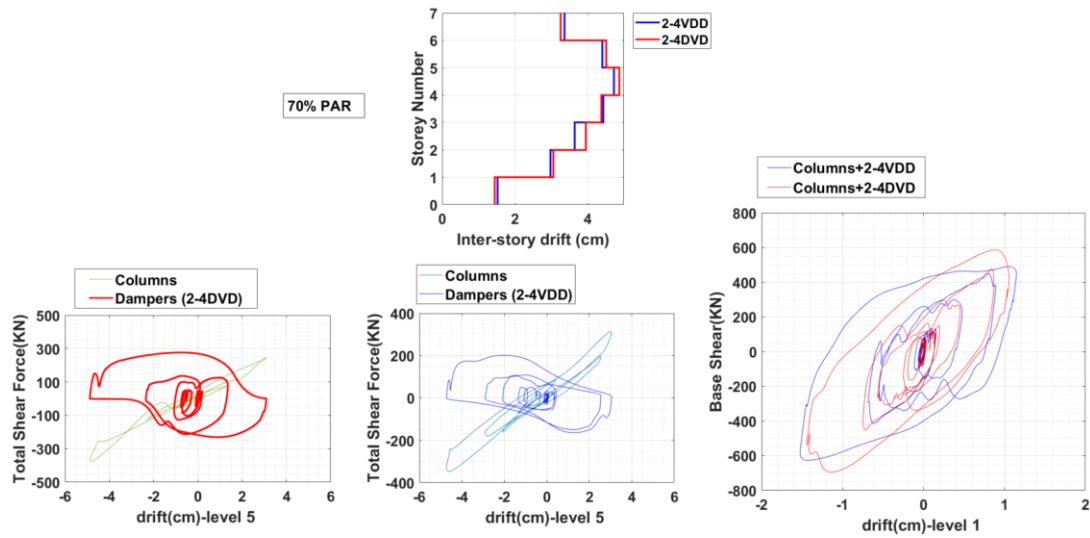 7
6
5
4
3
2
1
0
Storey Number
0 2 4
Inter-story drift (cm)
2-4VDD
2-4DVD
70% PAR
Columns
Dampers (2-4DVD)
500
300
100
-100
-300
-500
Total Shear Force(KN)
-6 -4 -2 0 2 4 6
drift(cm)-level 5
Columns
Dampers (2-4VDD)
400
200
0
-200
-400
Total Shear Force(KN)
-6 -4 -2 0 2 4 6
drift(cm)-level 5
Columns+2-4VDD
Columns+2-4DVD
800
600
400
200
0
-200
-400
-600
-800
Base Shear(KN)
-2 -1 0 1 2
drift(cm)-level 1